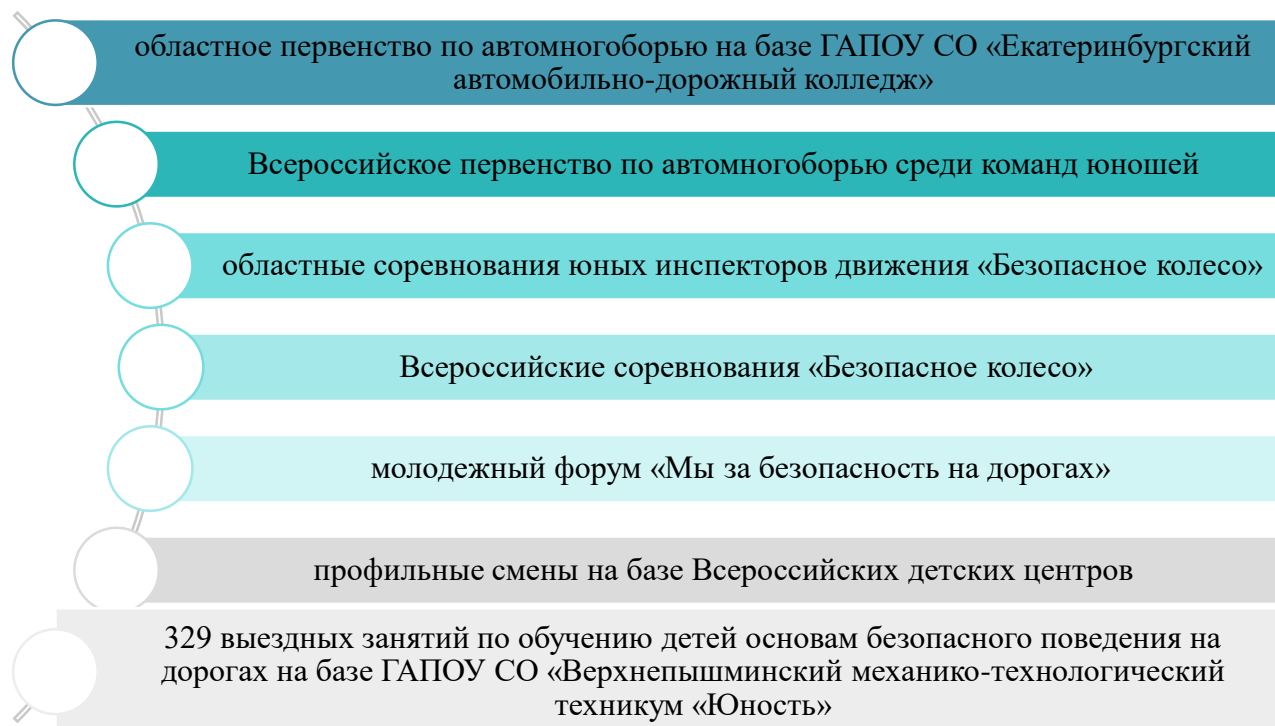 областное первенство по автомногоборью на базе ГАПОУ СО «Екатеринбургский
автомобильно-дорожный колледж»
Всероссийское первенство по автомногоборью среди команд юношей
областные соревнования юных инспекторов движения «Безопасное колесо»
Всероссийские соревнования «Безопасное колесо»
молодежный форум «Мы за безопасность на дорогах»
профильные смены на базе Всероссийских детских центров
329 выездных занятий по обучению детей основам безопасного поведения на
дорогах на базе ГАПОУ СО «Верхнепышминский механико-технологический
техникум «Юность»